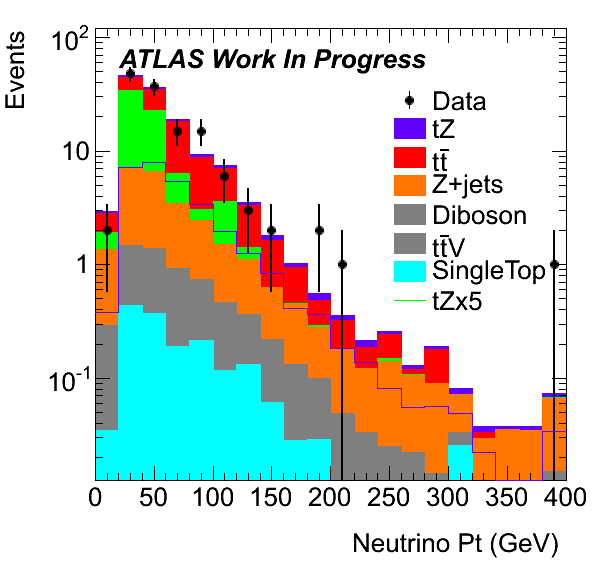 Events
10²
10
1
10⁻¹
ATLAS Work In Progress
Data
tZ
tt̄
Z+jets
Diboson
tt̄V
SingleTop
tZx5
0 50 100 150 200 250 300 350 400
Neutrino Pt (GeV)